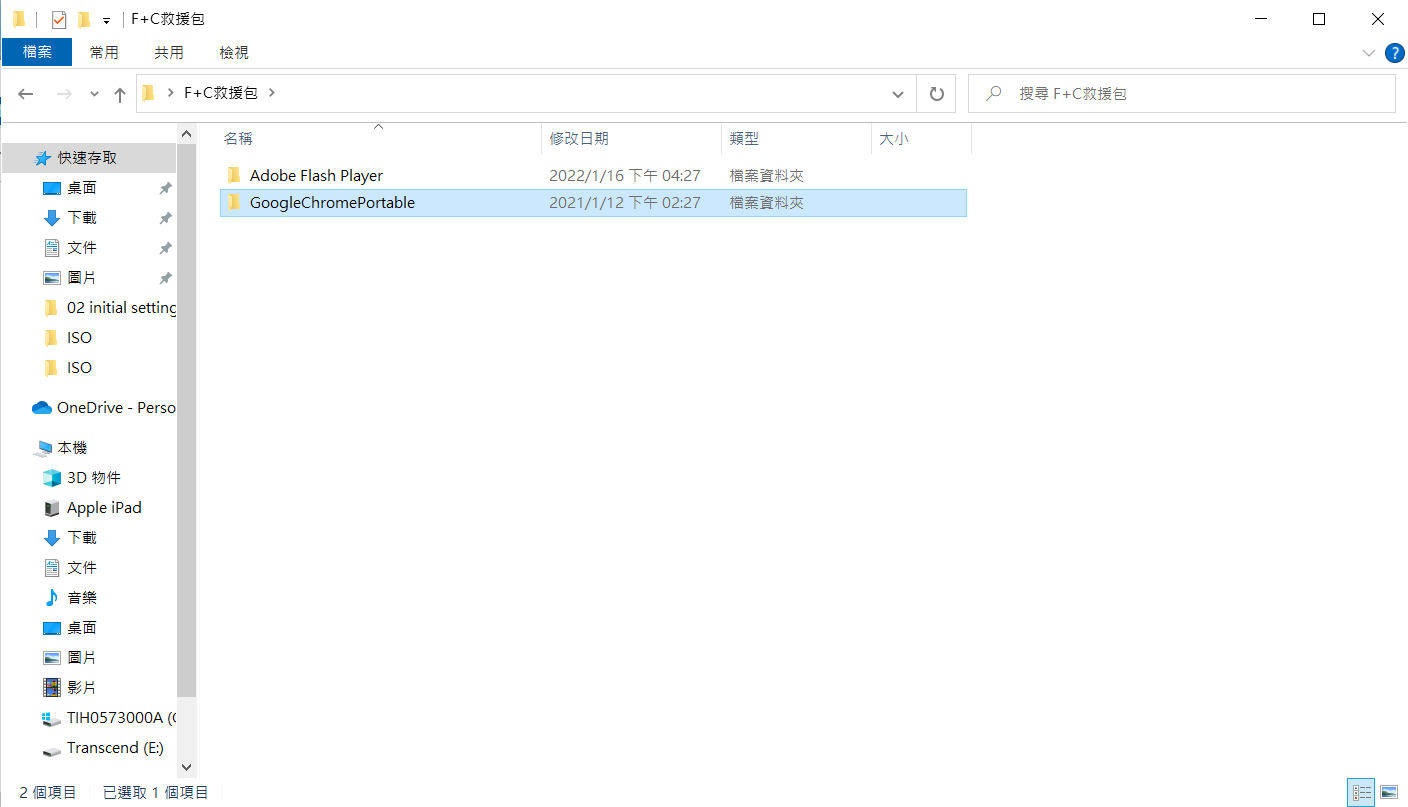 F+C救援包
檔案 常用 共用 檢視 ?
F+C救援包 搜尋 F+C救援包
名稱 修改日期 類型 大小
Adobe Flash Player 2022/1/16 下午 04:27 檔案資料夾
GoogleChromePortable 2021/1/12 下午 02:27 檔案資料夾
快速存取
桌面
下載
文件
圖片
02 initial setting
ISO
ISO
OneDrive - Perso
本機
3D 物件
Apple iPad
下載
文件
音樂
桌面
圖片
影片
TIH0573000A (
Transcend (E:)
2 個項目 已選取 1 個項目